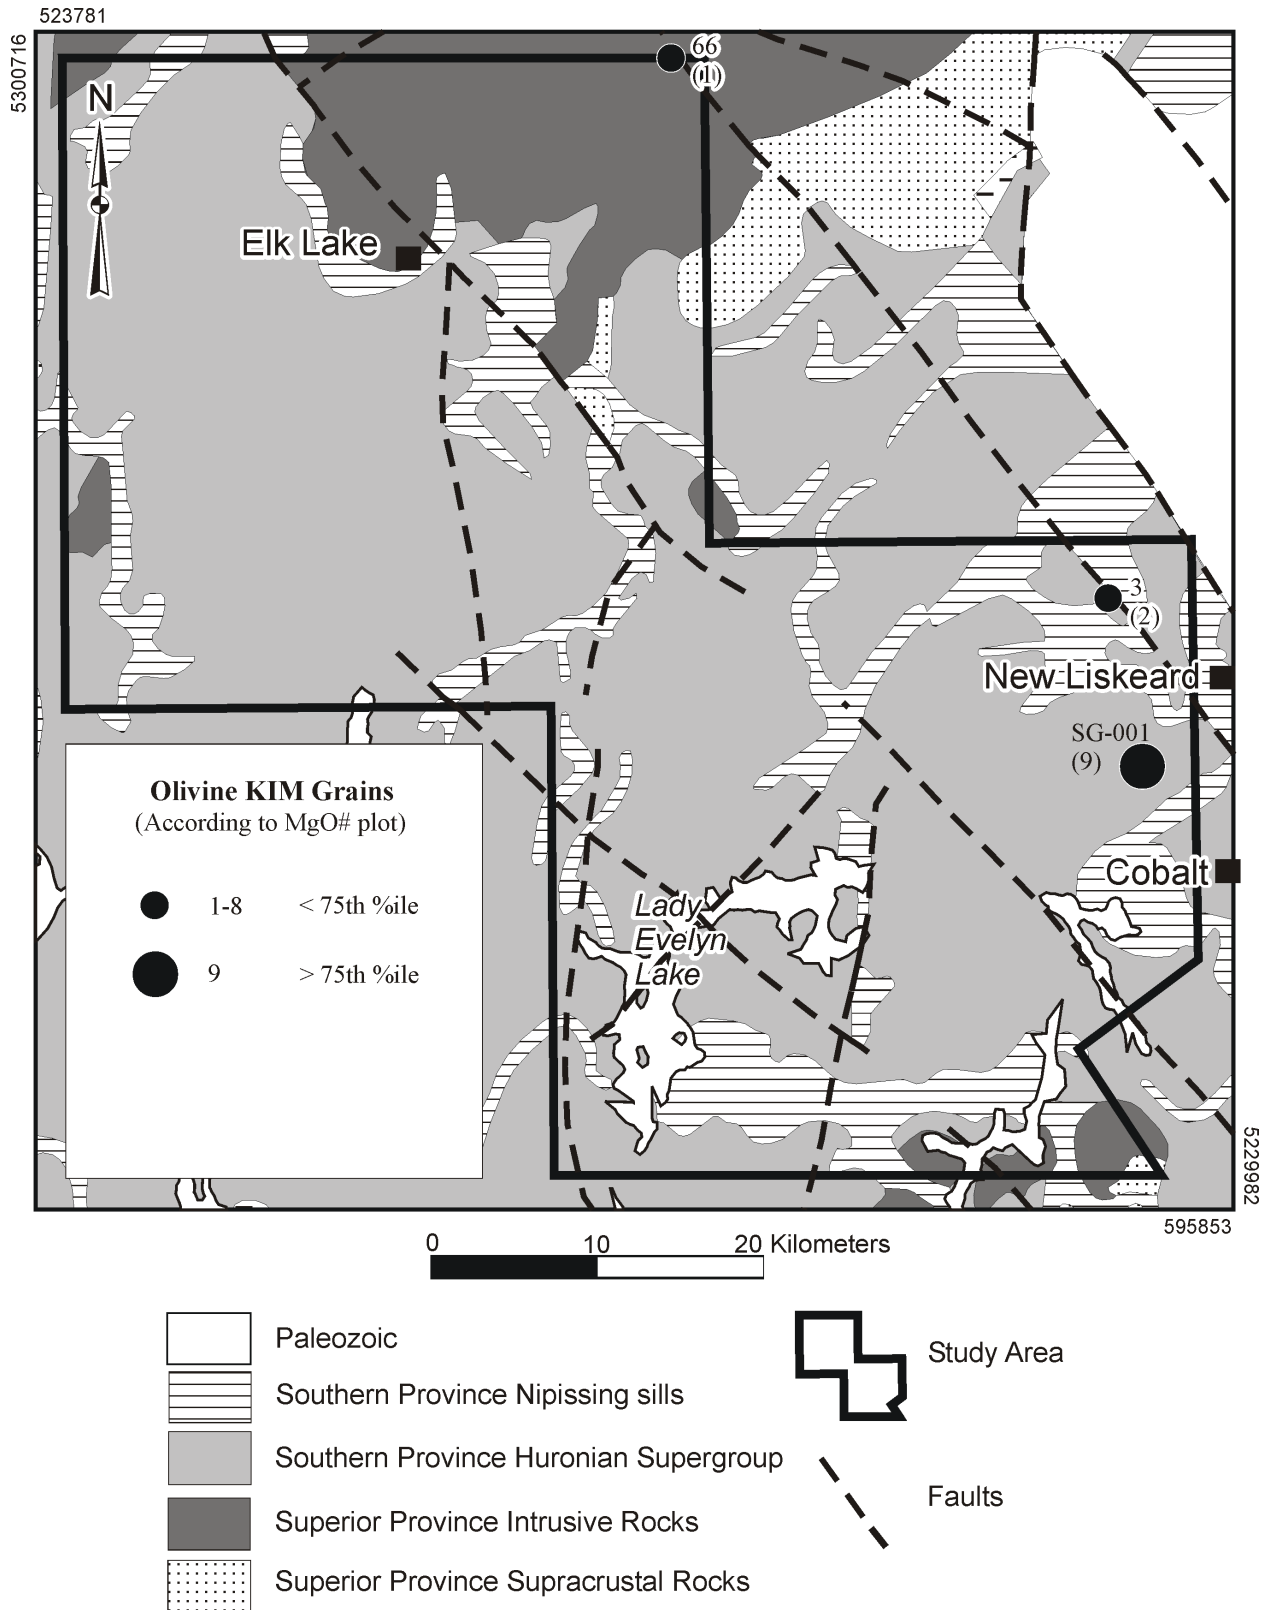 523781
5300716
N
66
(1)
Elk Lake
3
(2)
New Liskeard
SG-001
(9)
Cobalt
Lady
Evelyn
Lake
Olivine KIM Grains
(According to MgO# plot)
1-8 < 75th %ile
9 > 75th %ile
5229982
595853
0 10 20 Kilometers
Paleozoic
Southern Province Nipissing sills
Southern Province Huronian Supergroup
Superior Province Intrusive Rocks
Superior Province Supracrustal Rocks
Study Area
Faults